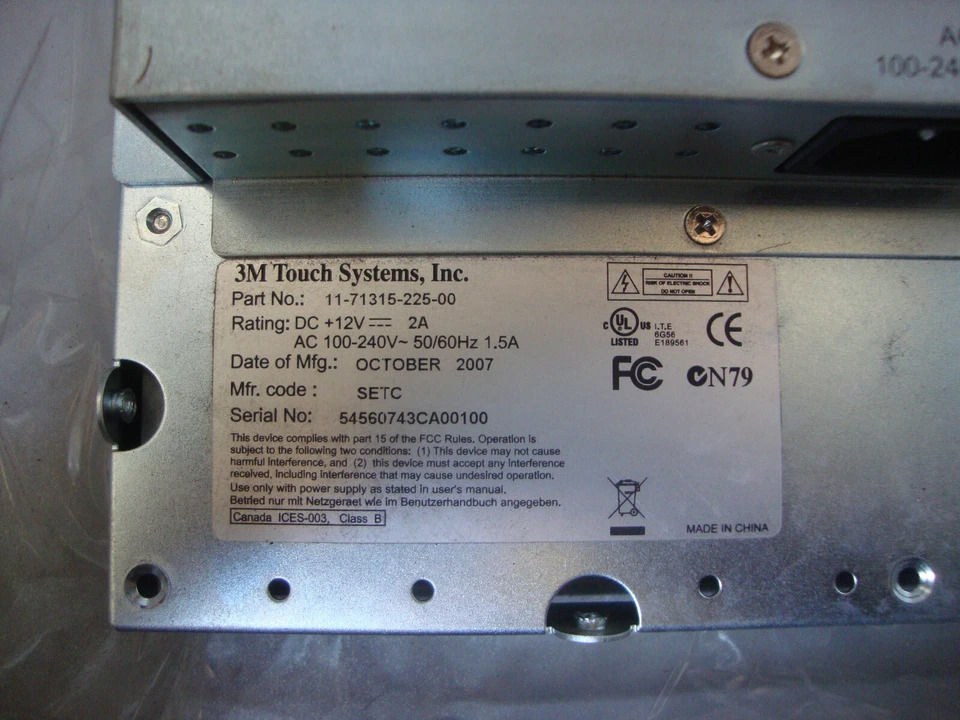 100-24
3M Touch Systems, Inc.
Part No.: 11-71315-225-00
Rating: DC +12V 2A
AC 100-240V~ 50/60Hz 1.5A
Date of Mfg.: OCTOBER 2007
Mfr. code : SETC
Serial No: 54560743CA00100
This device complies with part 15 of the FCC Rules. Operation is
subject to the following two conditions: (1) This device may not cause
harmful interference, and (2) this device must accept any interference
received, including interference that may cause undesired operation.
Use only with power supply as stated in user's manual.
Betried nur mit Netzgeraet wie im Benutzerhandbuch angegeben.
Canada ICES-003, Class B
CAUTION !!
RISK OF ELECTRIC SHOCK
DO NOT OPEN
C UL US
LISTED
I.T.E
6G56
E189561
CE
FC
N79
MADE IN CHINA